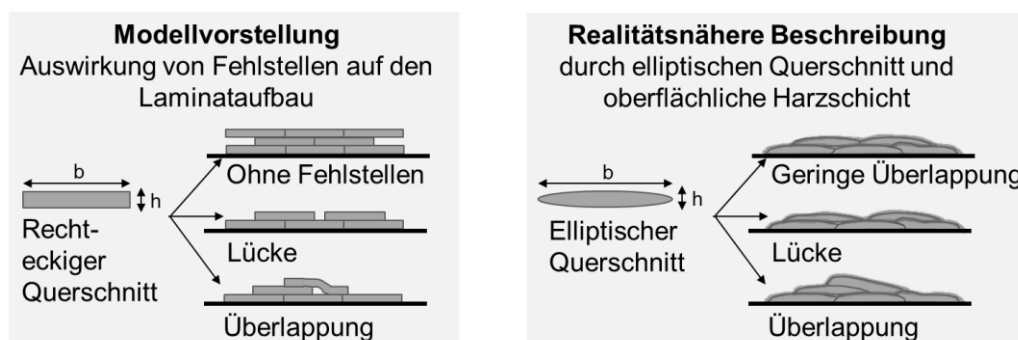 Modellvorstellung
Auswirkung von Fehlstellen auf den
Laminataufbau
b
h
Recht-
eckiger
Querschnitt
Ohne Fehlstellen
Lücke
Überlappung
Realitätsnähere Beschreibung
durch elliptischen Querschnitt und
oberflächliche Harzschicht
b
h
Elliptischer
Querschnitt
Geringe Überlappung
Lücke
Überlappung